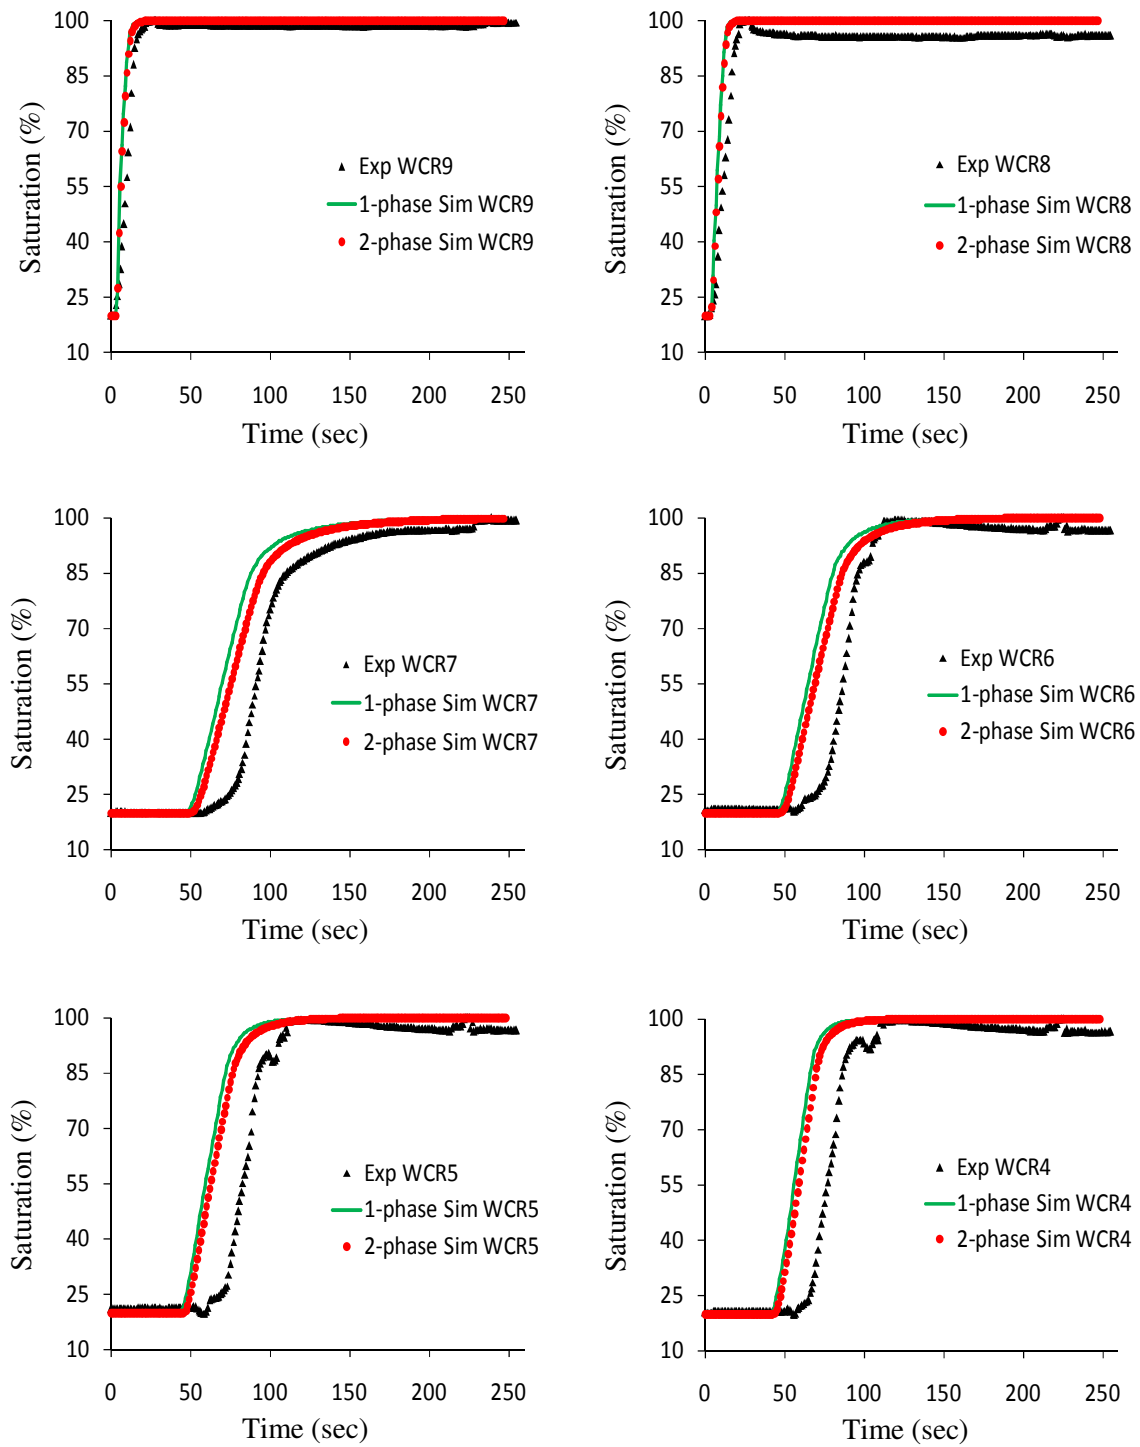 100
85
70
55
40
25
10
Saturation (%)
Exp WCR9
1-phase Sim WCR9
2-phase Sim WCR9
0 50 100 150 200 250
Time (sec)
100
85
70
55
40
25
10
Saturation (%)
Exp WCR8
1-phase Sim WCR8
2-phase Sim WCR8
0 50 100 150 200 250
Time (sec)
100
85
70
55
40
25
10
Saturation (%)
Exp WCR7
1-phase Sim WCR7
2-phase Sim WCR7
0 50 100 150 200 250
Time (sec)
100
85
70
55
40
25
10
Saturation (%)
Exp WCR6
1-phase Sim WCR6
2-phase Sim WCR6
0 50 100 150 200 250
Time (sec)
100
85
70
55
40
25
10
Saturation (%)
Exp WCR5
1-phase Sim WCR5
2-phase Sim WCR5
0 50 100 150 200 250
Time (sec)
100
85
70
55
40
25
10
Saturation (%)
Exp WCR4
1-phase Sim WCR4
2-phase Sim WCR4
0 50 100 150 200 250
Time (sec)